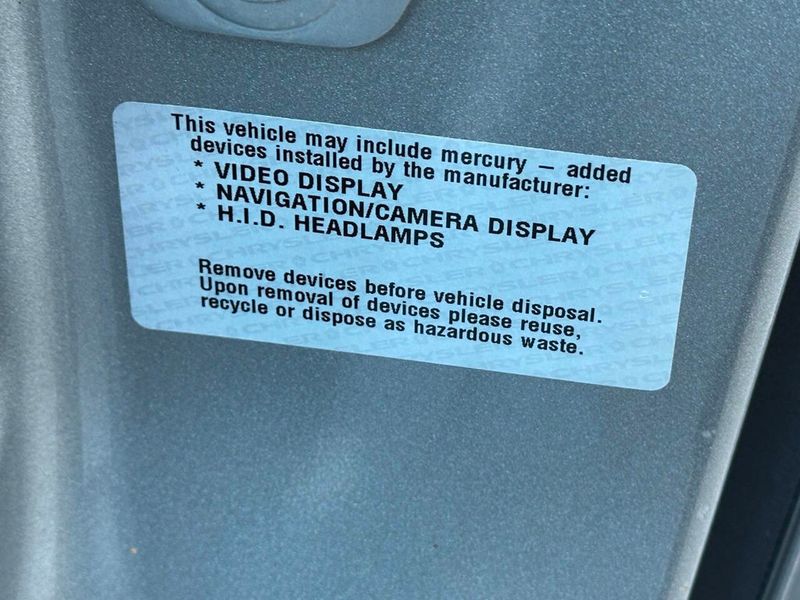 This vehicle may include mercury — added
devices installed by the manufacturer:
* VIDEO DISPLAY
* NAVIGATION/CAMERA DISPLAY
* H.I.D. HEADLAMPS
Remove devices before vehicle disposal.
Upon removal of devices please reuse,
recycle or dispose as hazardous waste.